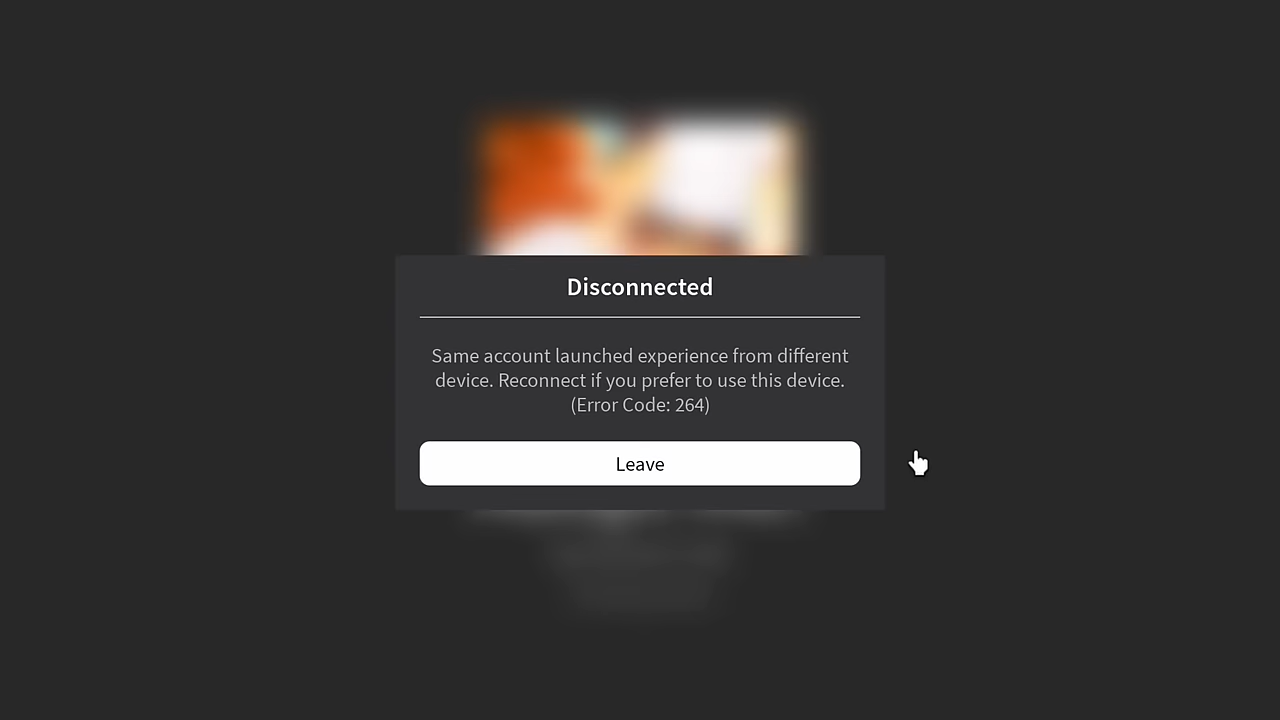 Disconnected
Same account launched experience from different
device. Reconnect if you prefer to use this device.
(Error Code: 264)
Leave